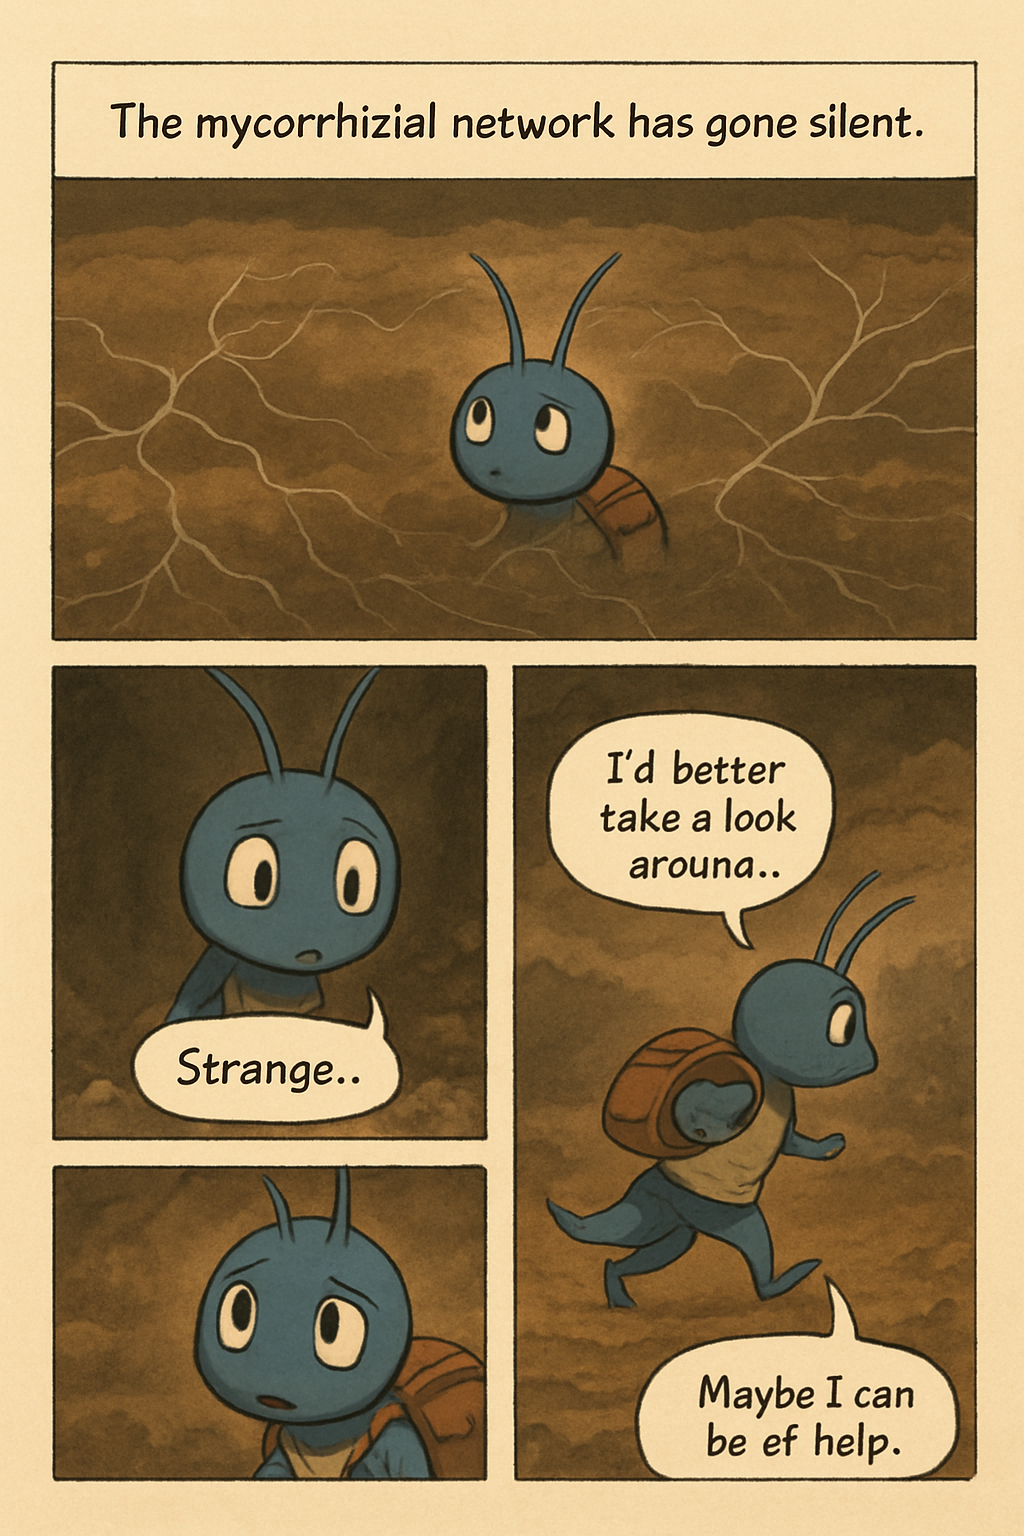 The mycorrhizial network has gone silent.
Strange..
I'd better
take a look
arouna..
Maybe I can
be ef help.